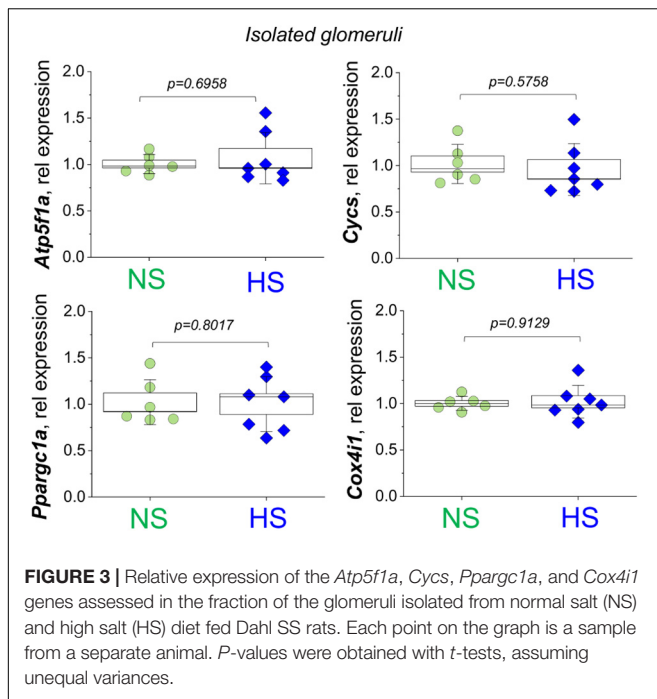 Isolated glomeruli
Atp5f1a, rel expression
2.0
1.5
1.0
0.5
0.0
p=0.6958
NS
HS
Cycs, rel expression
2.0
1.5
1.0
0.5
0.0
p=0.5758
NS
HS
Ppargc1a, rel expression
2.0
1.5
1.0
0.5
0.0
p=0.8017
NS
HS
Cox4i1, rel expression
2.0
1.5
1.0
0.5
0.0
p=0.9129
NS
HS
FIGURE 3 | Relative expression of the Atp5f1a, Cycs, Ppargc1a, and Cox4i1
genes assessed in the fraction of the glomeruli isolated from normal salt (NS)
and high salt (HS) diet fed Dahl SS rats. Each point on the graph is a sample
from a separate animal. P-values were obtained with t-tests, assuming
unequal variances.